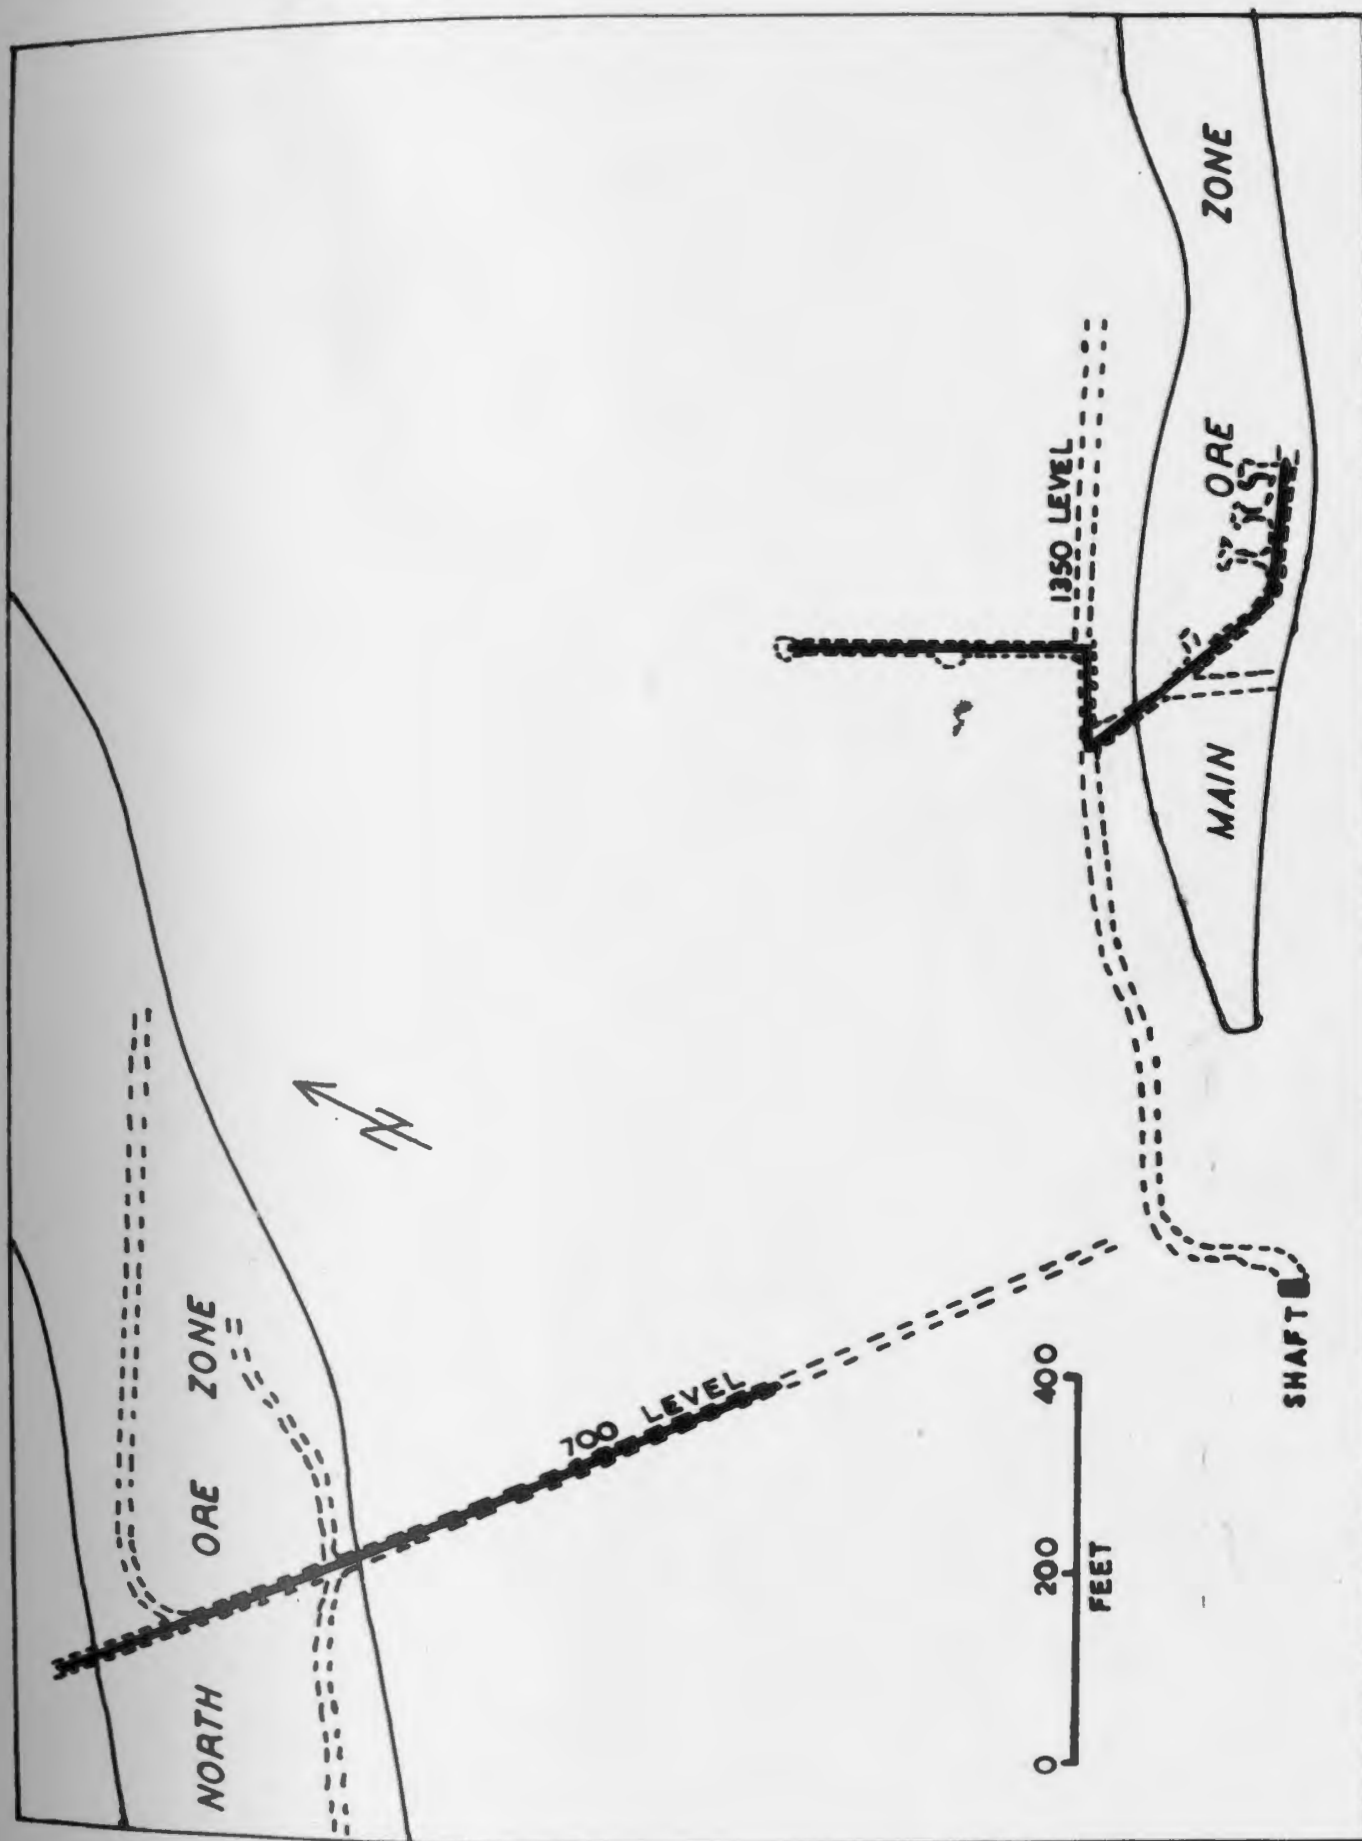 NORTH ORE ZONE
700 LEVEL
N
1350 LEVEL
MAIN ORE ZONE
0 200 400
FEET
SHAFT